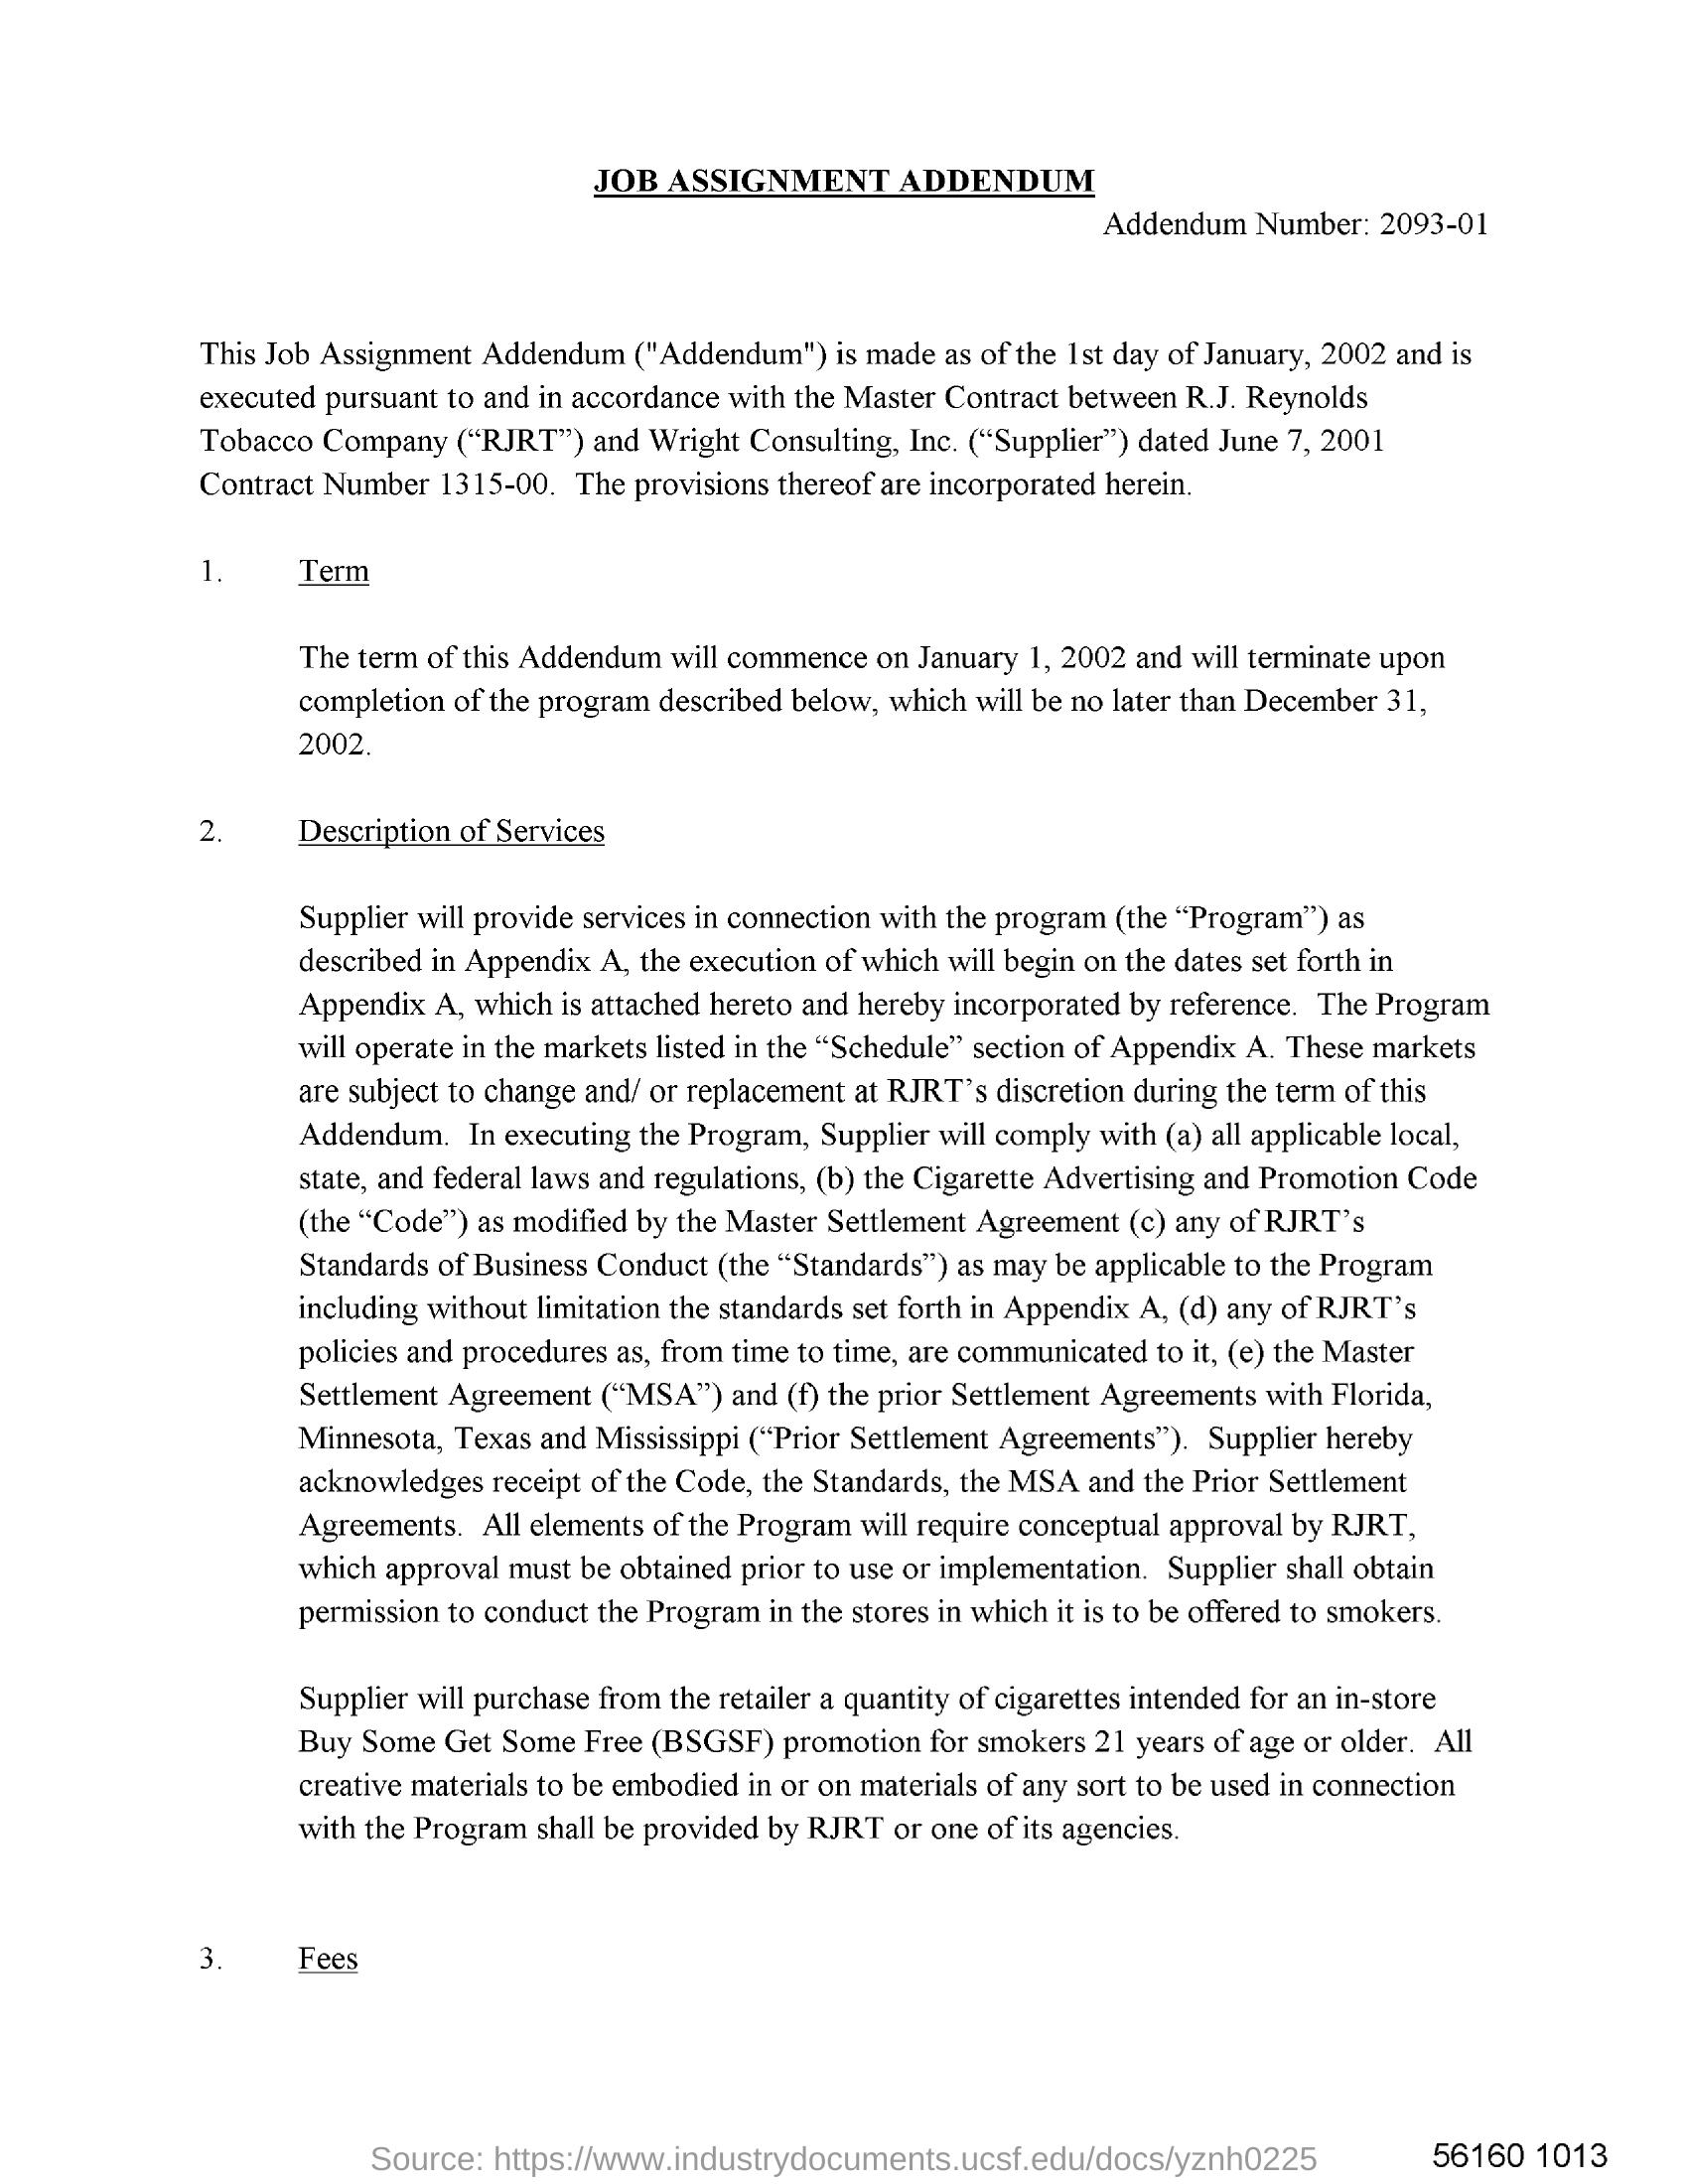 JOB ASSIGNMENT ADDENDUM
Addendum Number: 2093-01
This Job Assignment Addendum ("Addendum") is made as of the 1st day of January, 2002 and is
executed pursuant to and in accordance with the Master Contract between R.J. Reynolds
Tobacco Company (“RJRT”) and Wright Consulting, Inc. (“Supplier”) dated June 7, 2001
Contract Number 1315-00.  The provisions thereof are incorporated herein.
1. Term
The term of this Addendum will commence on January 1, 2002 and will terminate upon
completion of the program described below, which will be no later than December 31,
2002.
2. Description of Services
Supplier will provide services in connection with the program (the “Program”) as
described in Appendix A, the execution of which will begin on the dates set forth in
Appendix A, which is attached hereto and hereby incorporated by reference.  The Program
will operate in the markets listed in the “Schedule” section of Appendix A. These markets
are subject to change and/ or replacement at RJRT’s discretion during the term of this
Addendum.  In executing the Program, Supplier will comply with (a) all applicable local,
state, and federal laws and regulations, (b) the Cigarette Advertising and Promotion Code
(the “Code”) as modified by the Master Settlement Agreement (c) any of RJRT’s
Standards of Business Conduct (the “Standards”) as may be applicable to the Program
including without limitation the standards set forth in Appendix A, (d) any of RJRT’s
policies and procedures as, from time to time, are communicated to it, (e) the Master
Settlement Agreement (“MSA”) and (f) the prior Settlement Agreements with Florida,
Minnesota, Texas and Mississippi (“Prior Settlement Agreements”).  Supplier hereby
acknowledges receipt of the Code, the Standards, the MSA and the Prior Settlement
Agreements.  All elements of the Program will require conceptual approval by RJRT,
which approval must be obtained prior to use or implementation.  Supplier shall obtain
permission to conduct the Program in the stores in which it is to be offered to smokers.
Supplier will purchase from the retailer a quantity of cigarettes intended for an in-store
Buy Some Get Some Free (BSGSF) promotion for smokers 21 years of age or older.  All
creative materials to be embodied in or on materials of any sort to be used in connection
with the Program shall be provided by RJRT or one of its agencies.
3. Fees
Source: https://www.industrydocuments.ucsf.edu/docs/yznh0225
56160 1013